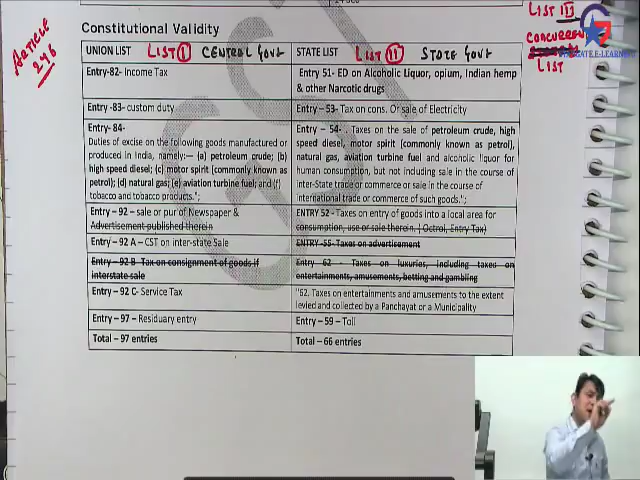 LIST III
CONCURRENT
LIST
ARTICLE
246
Constitutional Validity
UNION LIST LIST I CENTRAL GOVT
STATE LIST LIST II STATE GOVT
Entry-82- Income Tax
Entry 51- ED on Alcoholic Liquor, opium, Indian hemp
& other Narcotic drugs
Entry -83- custom duty
Entry – 53- Tax on cons. Or sale of Electricity
Entry- 84-
Duties of excise on the following goods manufactured or
produced in India, namely:— (a) petroleum crude; (b)
high speed diesel; (c) motor spirit (commonly known as
petrol); (d) natural gas; (e) aviation turbine fuel; and (f)
tobacco and tobacco products.";
Entry – 54- . Taxes on the sale of petroleum crude, high
speed diesel, motor spirit (commonly known as petrol),
natural gas, aviation turbine fuel and alcoholic liquor for
human consumption, but not including sale in the course of
inter-State trade or commerce or sale in the course of
international trade or commerce of such goods.";
Entry – 92 – sale or pur of Newspaper &
Advertisement published therein
ENTRY 52 - Taxes on entry of goods into a local area for
consumption, use or sale therein. ( Octroi, Entry Tax)
Entry – 92 A – CST on inter-state Sale
ENTRY -55- Taxes on advertisement
Entry – 92 B Tax on consignment of goods if
interstate sale
Entry 62 - Taxes on luxuries, including taxes on
entertainments, amusements, betting and gambling
Entry – 92 C- Service Tax
"62. Taxes on entertainments and amusements to the extent
levied and collected by a Panchayat or a Municipality
Entry – 97 – Residuary entry
Entry – 59 – Toll
Total – 97 entries
Total – 66 entries